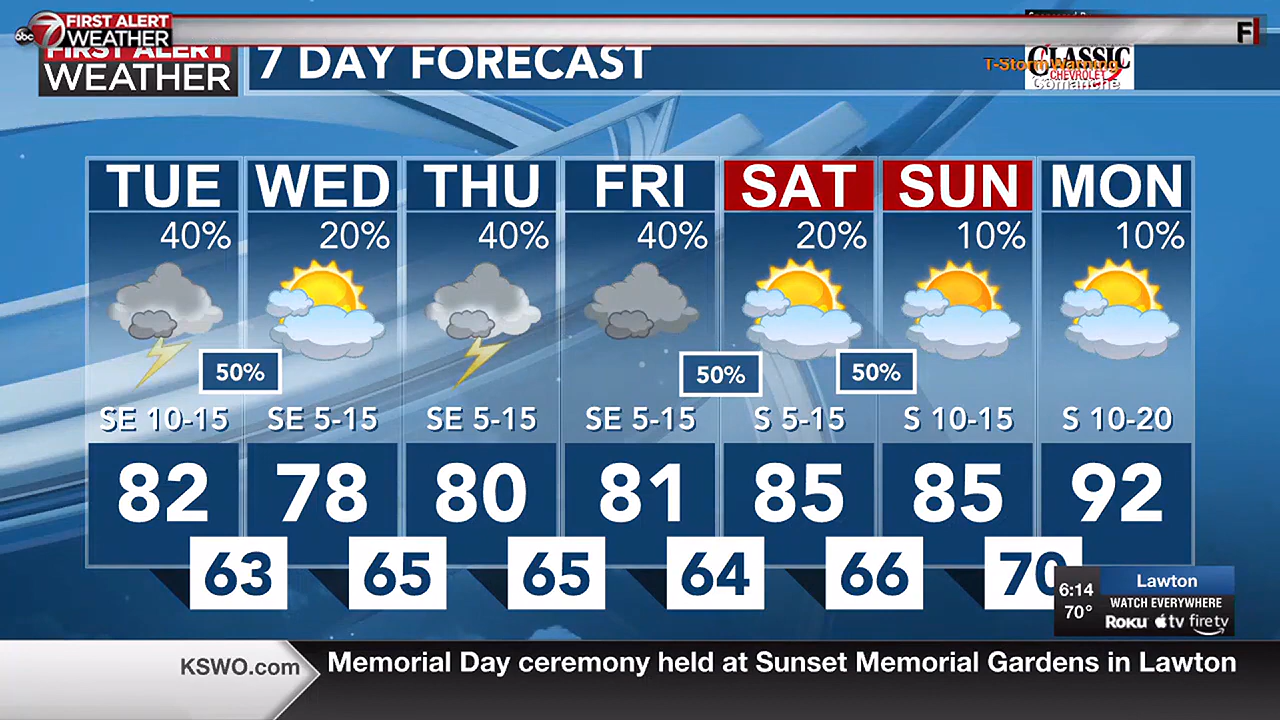 abc 7 FIRST ALERT
WEATHER
F
FIRST ALERT
WEATHER
7 DAY FORECAST
T-Storm Warning
CLASSIC
CHEVROLET
Comanche
TUE WED THU FRI SAT SUN MON
40% 20% 40% 40% 20% 10% 10%
50% 50% 50%
SE 10-15 SE 5-15 SE 5-15 SE 5-15 S 5-15 S 10-15 S 10-20
82 78 80 81 85 85 92
63 65 65 64 66 70
6:14
70°
Lawton
WATCH EVERYWHERE
Roku tv firetv
KSWO.com
Memorial Day ceremony held at Sunset Memorial Gardens in Lawton